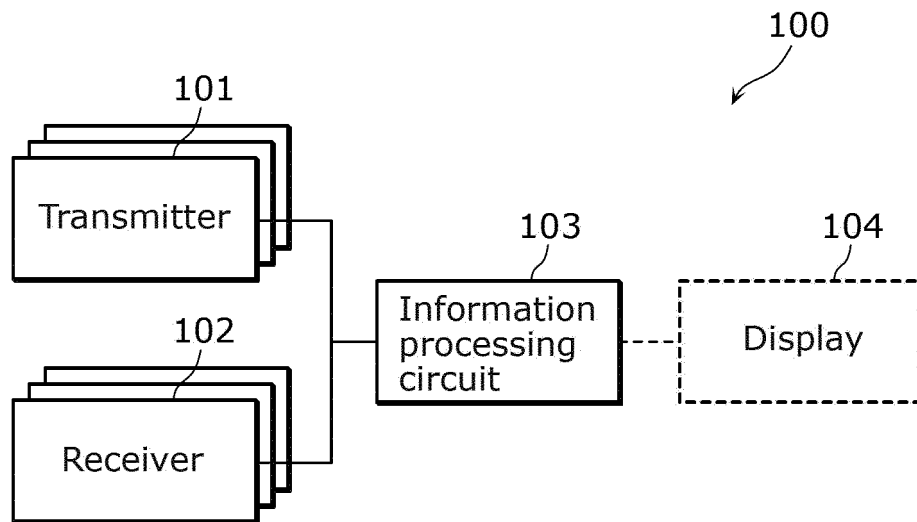 100
101
Transmitter
103
104
Information
processing
circuit
Display
102
Receiver